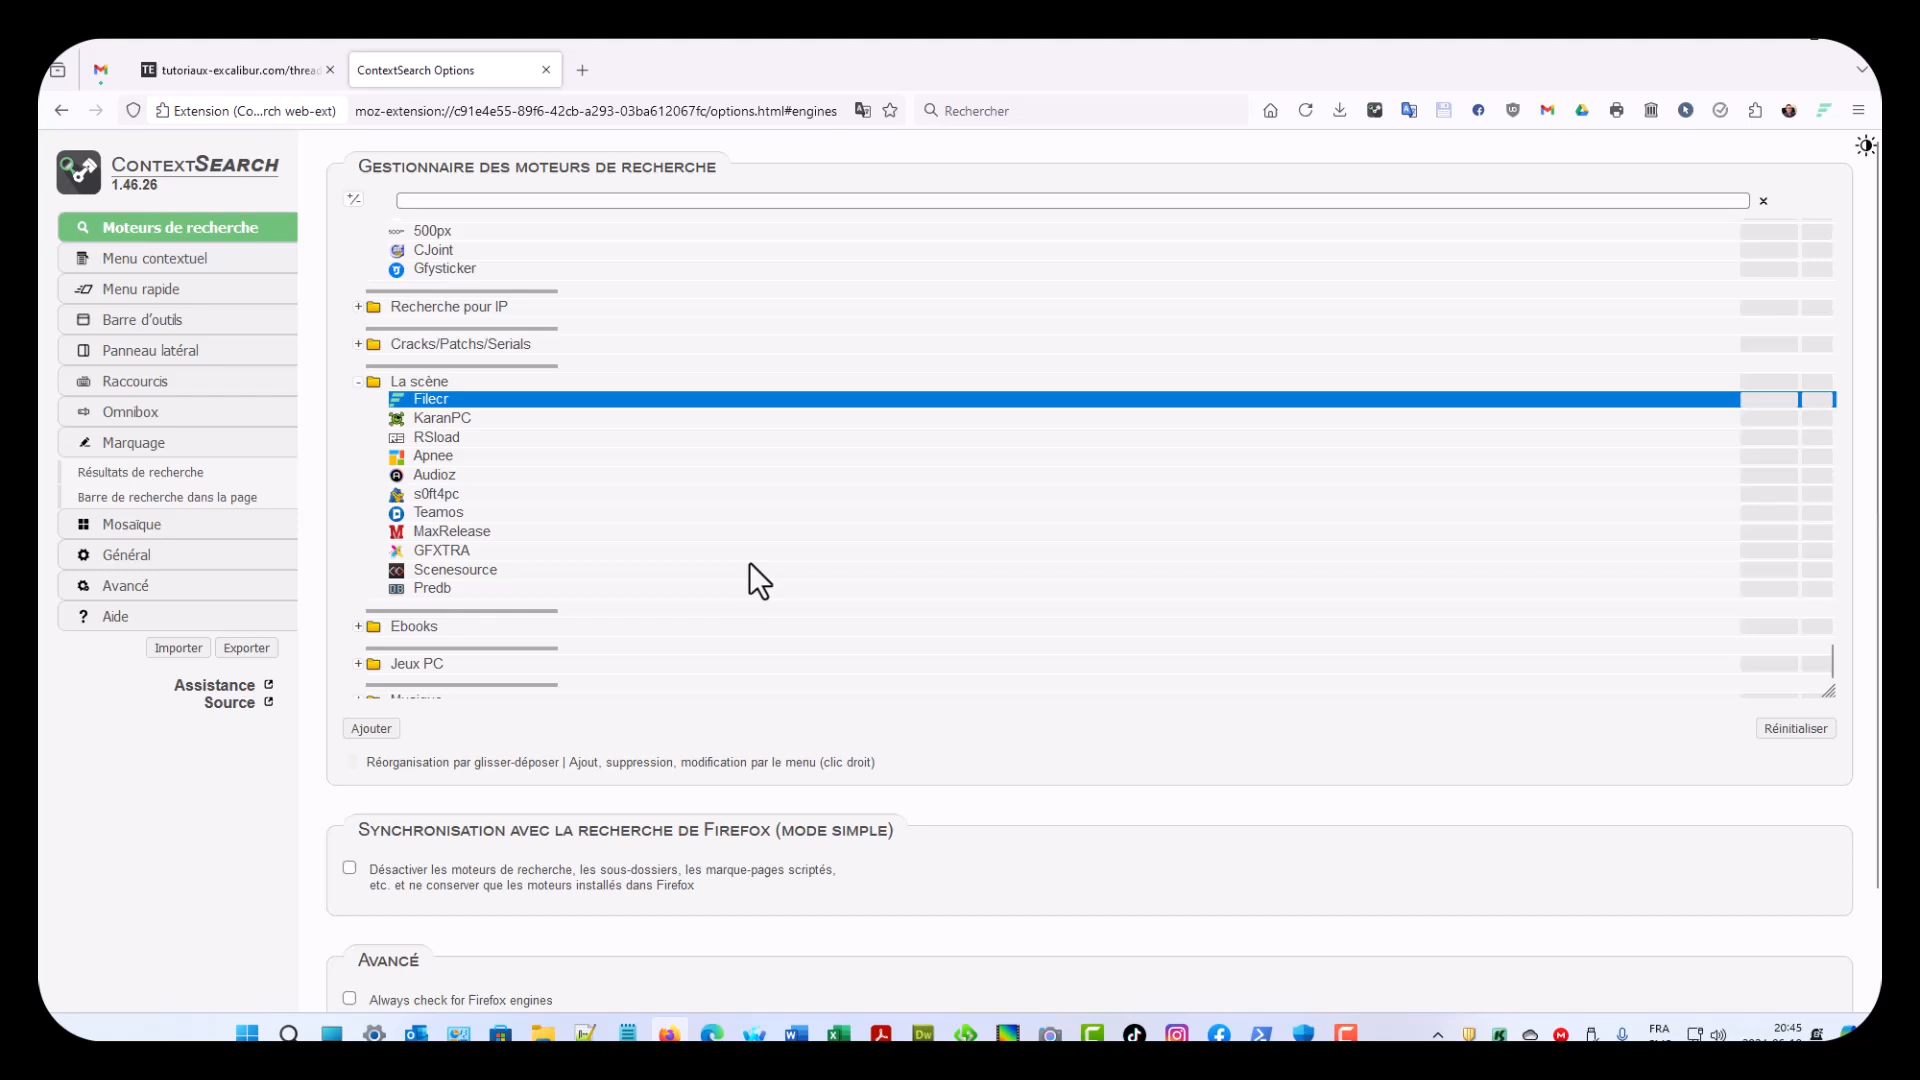 TE tutoriaux-excalibur.com/thread
ContextSearch Options
Extension (Co...rch web-ext)
moz-extension://c91e4e55-89f6-42cb-a293-03ba612067fc/options.html#engines
Rechercher
ContextSEARCH
1.46.26
Moteurs de recherche
Menu contextuel
Menu rapide
Barre d'outils
Panneau latéral
Raccourcis
Omnibox
Marquage
Résultats de recherche
Barre de recherche dans la page
Mosaïque
Général
Avancé
Aide
Importer
Exporter
Assistance
Source
Gestionnaire des moteurs de recherche
500px
CJoint
Gfysticker
Recherche pour IP
Cracks/Patchs/Serials
La scène
Filecr
KaranPC
RSload
Apnee
Audioz
s0ft4pc
Teamos
MaxRelease
GFXTRA
Scenesource
Predb
Ebooks
Jeux PC
Ajouter
Réinitialiser
Réorganisation par glisser-déposer | Ajout, suppression, modification par le menu (clic droit)
Synchronisation avec la recherche de Firefox (mode simple)
Désactiver les moteurs de recherche, les sous-dossiers, les marque-pages scriptés,
etc. et ne conserver que les moteurs installés dans Firefox
Avancé
Always check for Firefox engines
FRA
20:45